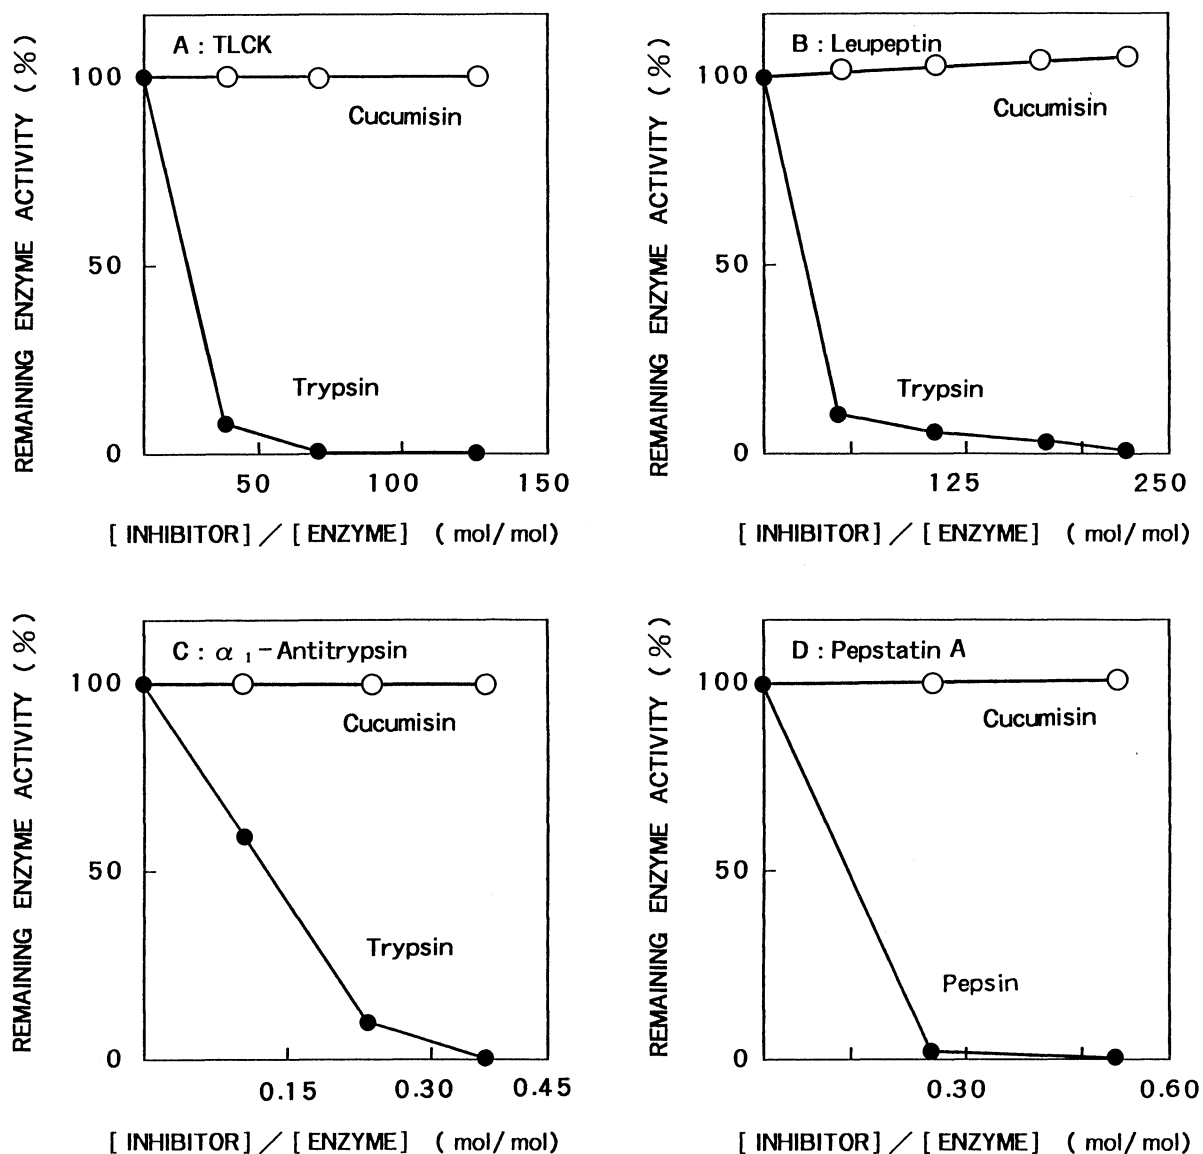 A : TLCK
REMAINING ENZYME ACTIVITY (%)
100
50
0
Cucumisin
Trypsin
50 100 150
[ INHIBITOR] / [ ENZYME] ( mol/mol)
B : Leupeptin
REMAINING ENZYME ACTIVITY (%)
100
50
0
Cucumisin
Trypsin
125 250
[ INHIBITOR] / [ ENZYME] ( mol/mol)
C : α₁-Antitrypsin
REMAINING ENZYME ACTIVITY (%)
100
50
0
Cucumisin
Trypsin
0.15 0.30 0.45
[ INHIBITOR] / [ ENZYME] ( mol/mol)
D : Pepstatin A
REMAINING ENZYME ACTIVITY (%)
100
50
0
Cucumisin
Pepsin
0.30 0.60
[ INHIBITOR] / [ ENZYME] ( mol/mol)